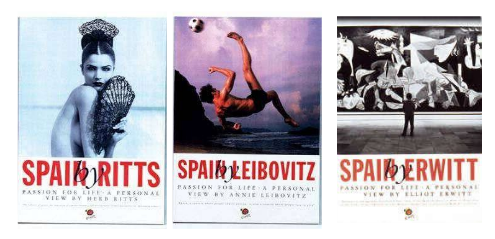 SPAIN by RITTS
PASSION FOR LIFE · A PERSONAL
VIEW BY HERB RITTS
SPAIN by LEIBOVITZ
PASSION FOR LIFE · A PERSONAL
VIEW BY ANNIE LEIBOVITZ
SPAIN by ERWITT
PASSION FOR LIFE · A PERSONAL
VIEW BY ELLIOT ERWITT